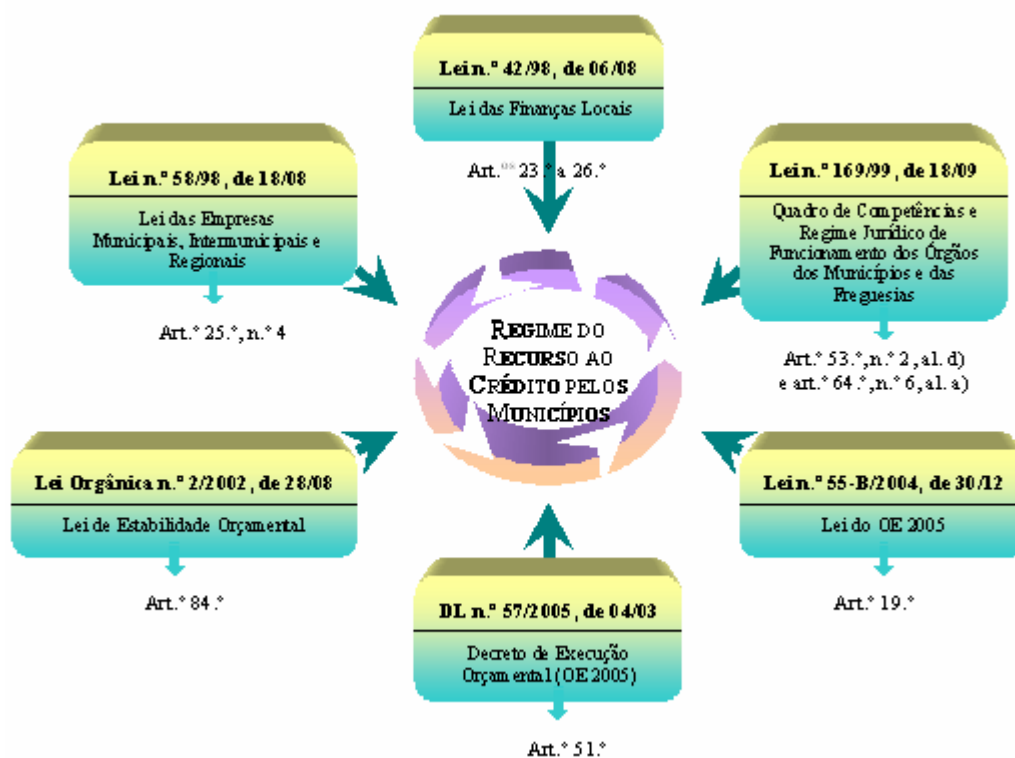 Lei n.º 42/98, de 06/08
Lei das Finanças Locais
Art.ºs 23.º a 26.º
Lei n.º 58/98, de 18/08
Lei das Empresas
Municipais, Intermunicipais e
Regionais
Art.º 25.º, n.º 4
Lei n.º 169/99, de 18/09
Quadro de Competências e
Regime Jurídico de
Funcionamento dos Órgãos
dos Municípios e das
Freguesias
Art.º 53.º, n.º 2, al. d)
e art.º 64.º, n.º 6, al. a)
REGIME DO
RECURSO AO
CRÉDITO PELOS
MUNICÍPIOS
Lei Orgânica n.º 2/2002, de 28/08
Lei de Estabilidade Orçamental
Art.º 84.º
Lei n.º 55-B/2004, de 30/12
Lei do OE 2005
Art.º 19.º
DL n.º 57/2005, de 04/03
Decreto de Execução
Orçamental (OE 2005)
Art.º 51.º